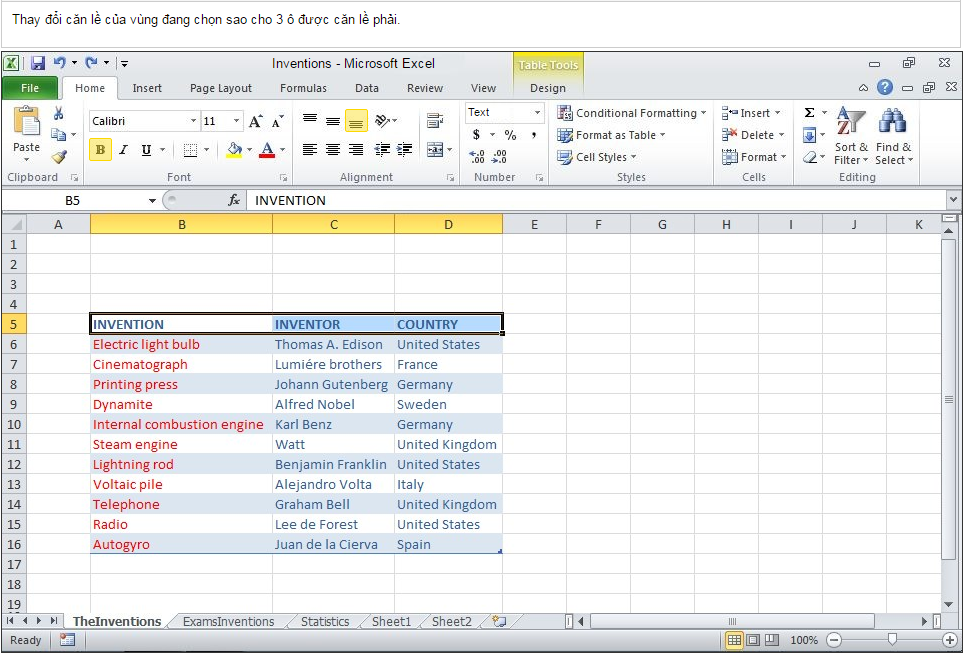 Thay đổi căn lề của vùng đang chọn sao cho 3 ô được căn lề phải.
Inventions - Microsoft Excel
Table Tools
File Home Insert Page Layout Formulas Data Review View Design
Calibri 11 Text Conditional Formatting Insert Σ
Paste B I U $ % , Format as Table Delete Sort & Find &
Cell Styles Format Filter Select
Clipboard Font Alignment Number Styles Cells Editing
B5 fx INVENTION
A B C D E F G H I J K
1
2
3
4
5 INVENTION INVENTOR COUNTRY
6 Electric light bulb Thomas A. Edison United States
7 Cinematograph Lumiére brothers France
8 Printing press Johann Gutenberg Germany
9 Dynamite Alfred Nobel Sweden
10 Internal combustion engine Karl Benz Germany
11 Steam engine Watt United Kingdom
12 Lightning rod Benjamin Franklin United States
13 Voltaic pile Alejandro Volta Italy
14 Telephone Graham Bell United Kingdom
15 Radio Lee de Forest United States
16 Autogyro Juan de la Cierva Spain
17
18
19
TheInventions ExamsInventions Statistics Sheet1 Sheet2
Ready 100%